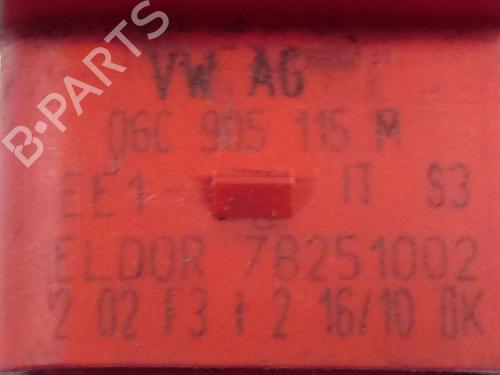 B PARTS
VW AG
06C 905 115 M
EE1 IT S3
ELDOR 78251002
2 02 F3 1 2 16/10 OK